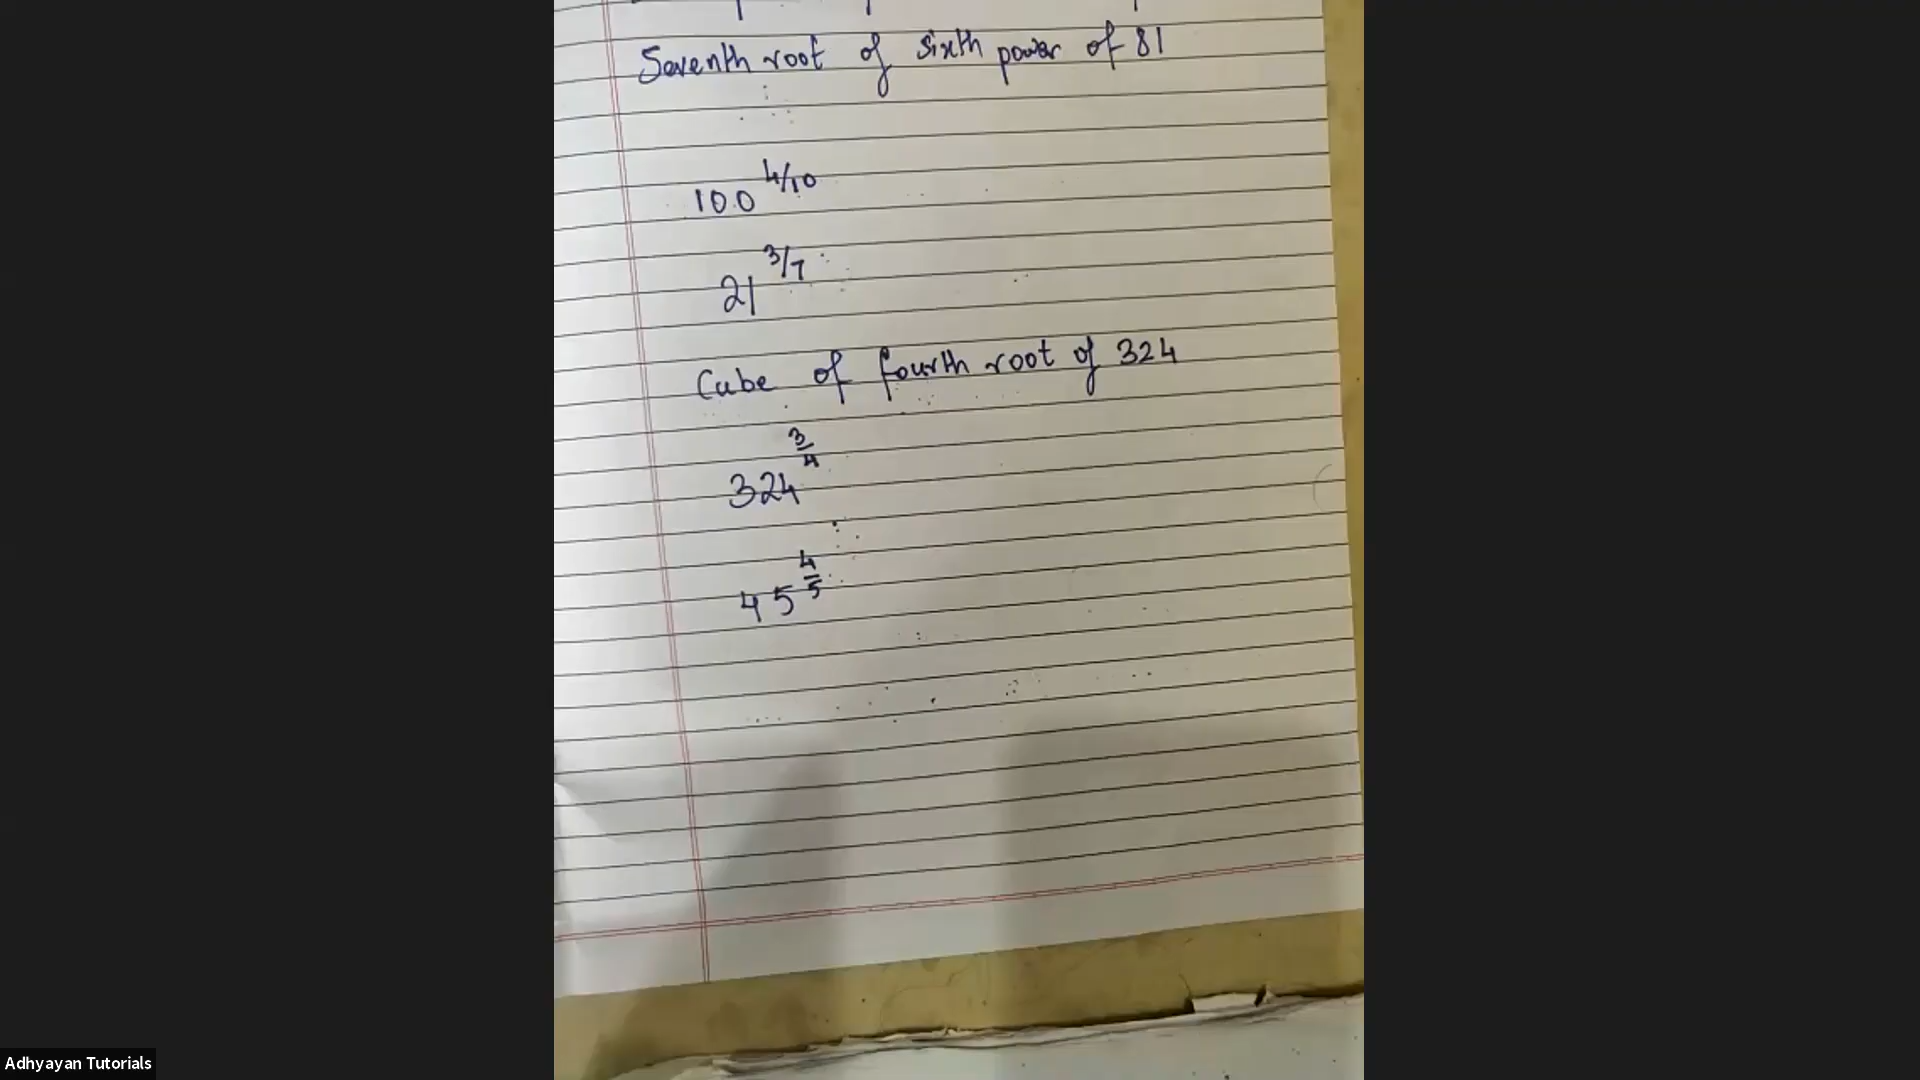 Seventh root of sixth power of 81
100^4/10
21^3/7
Cube of fourth root of 324
324^3/4
45^4/5
Adhyayan Tutorials